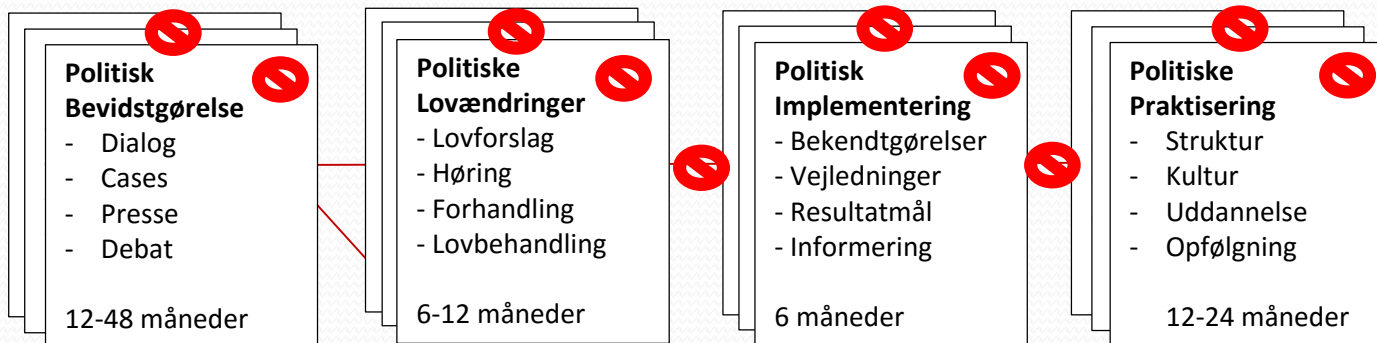 Politisk
Bevidstgørelse
- Dialog
- Cases
- Presse
- Debat
12-48 måneder
Politiske
Lovændringer
- Lovforslag
- Høring
- Forhandling
- Lovbehandling
6-12 måneder
Politisk
Implementering
- Bekendtgørelser
- Vejledninger
- Resultatmål
- Informering
6 måneder
Politiske
Praktisering
- Struktur
- Kultur
- Uddannelse
- Opfølgning
12-24 måneder